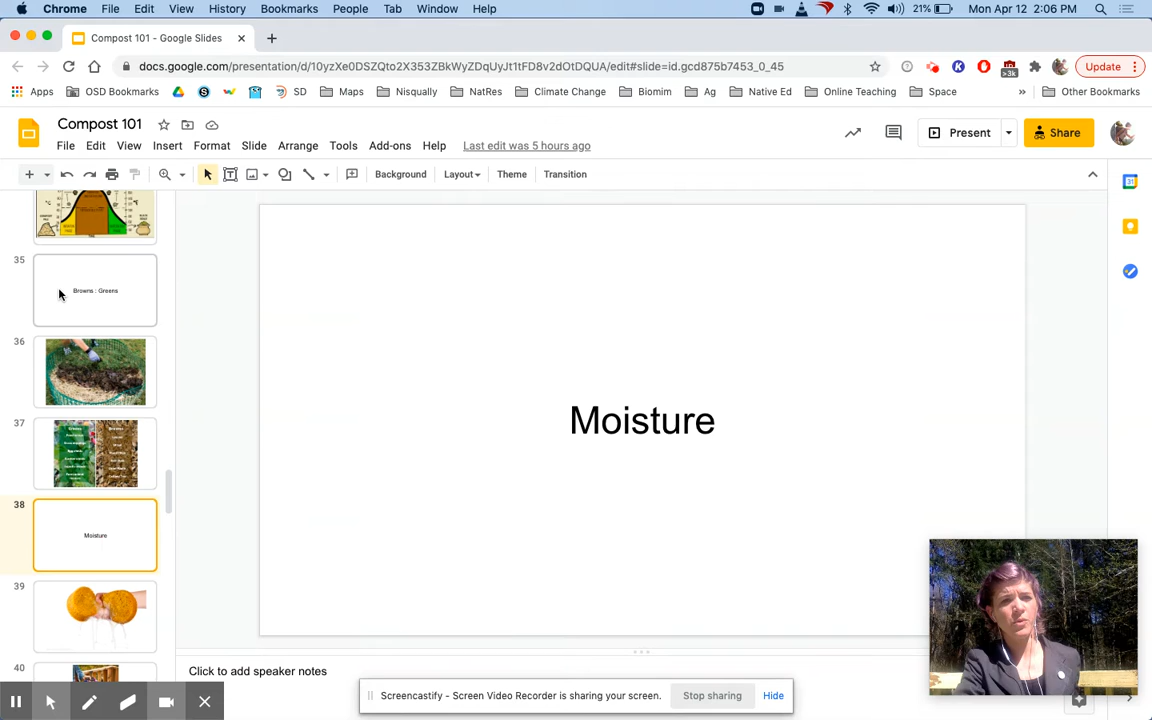 Chrome File Edit View History Bookmarks People Tab Window Help 21% Mon Apr 12 2:06 PM
Compost 101 - Google Slides
docs.google.com/presentation/d/10yzXe0DSZQto2X353ZBkWyZDqUyJt1tFD8v2dOtDQUA/edit#slide=id.gcd875b7453_0_45 >3k Update
Apps OSD Bookmarks SD Maps Nisqually NatRes Climate Change Biomim Ag Native Ed Online Teaching Space » Other Bookmarks
Compost 101
File Edit View Insert Format Slide Arrange Tools Add-ons Help Last edit was 5 hours ago
Present Share
Background Layout Theme Transition
31
35
Browns : Greens
36
37
38
Moisture
39
40
Moisture
Click to add speaker notes
Screencastify - Screen Video Recorder is sharing your screen. Stop sharing Hide